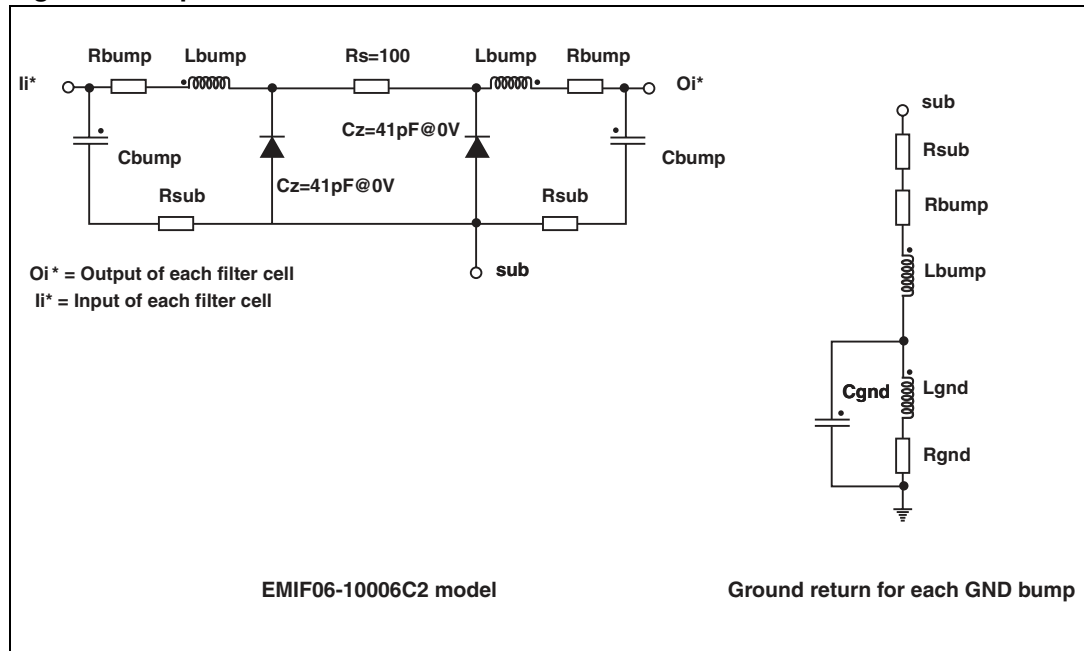 Rbump Lbump Rs=100 Lbump Rbump
Ii* Oi*
Cz=41pF@0V
Cbump Cbump
Cz=41pF@0V
Rsub Rsub
sub
Oi* = Output of each filter cell
Ii* = Input of each filter cell
sub
Rsub
Rbump
Lbump
Cgnd Lgnd
Rgnd
EMIF06-10006C2 model Ground return for each GND bump